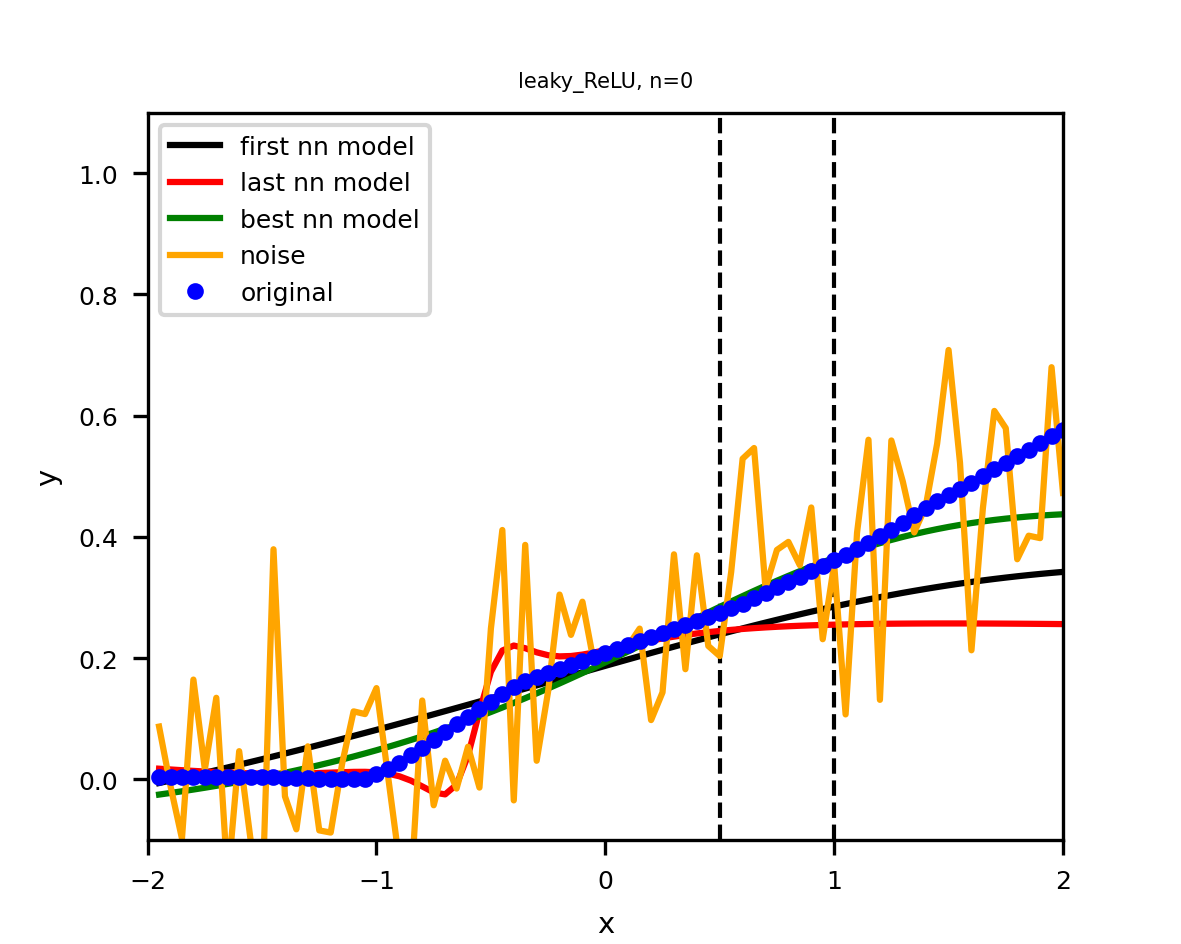 leaky_ReLU, n=0
first nn model
last nn model
best nn model
noise
original
y
1.0
0.8
0.6
0.4
0.2
0.0
−2
−1
0
1
2
x